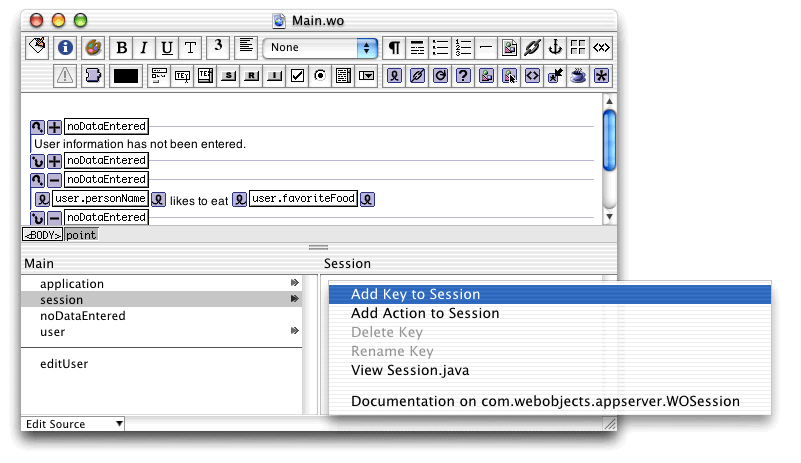 Main.wo
B I U T 3 None
noDataEntered
User information has not been entered.
noDataEntered
noDataEntered
user.personName likes to eat user.favoriteFood
noDataEntered
<BODY> point
Main Session
application
session
noDataEntered
user
editUser
Add Key to Session
Add Action to Session
Delete Key
Rename Key
View Session.java
Documentation on com.webobjects.appserver.WOSession
Edit Source